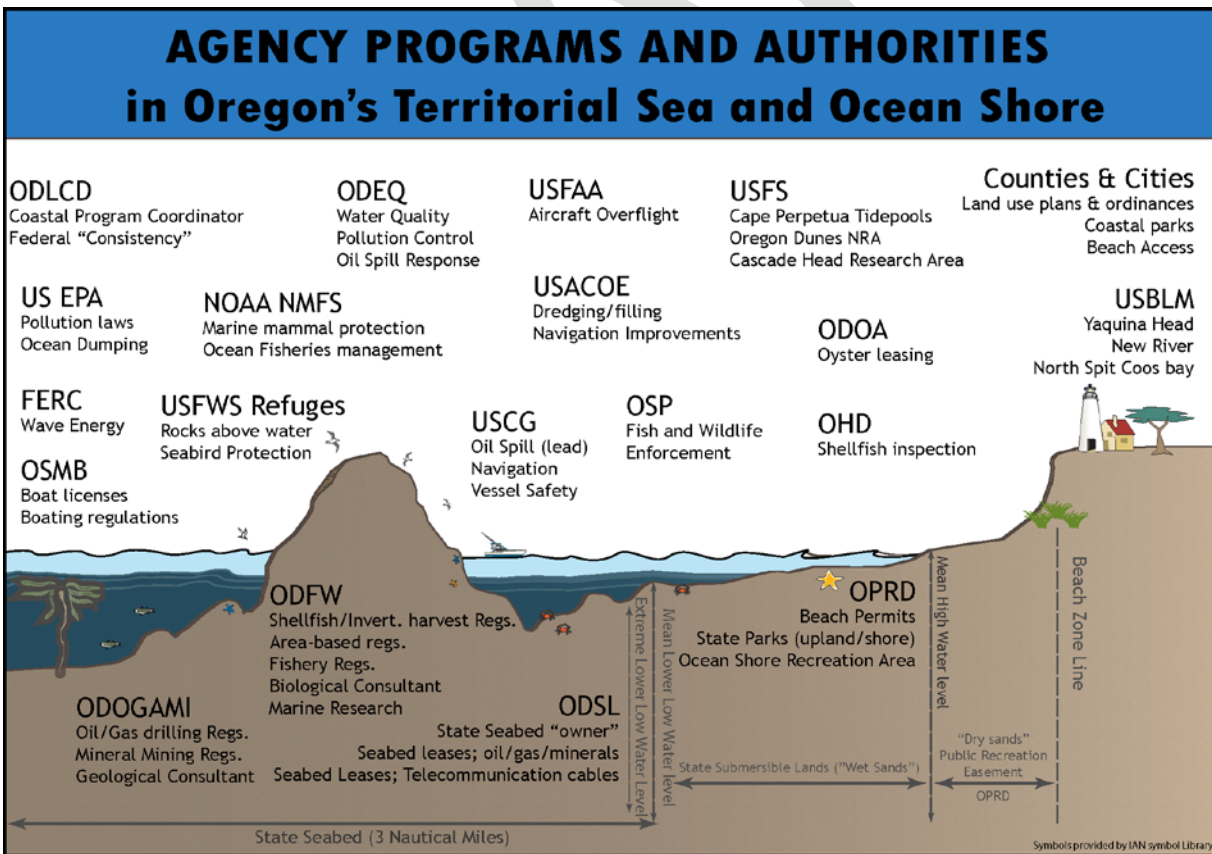 AGENCY PROGRAMS AND AUTHORITIES
in Oregon's Territorial Sea and Ocean Shore
ODLCD
Coastal Program Coordinator
Federal "Consistency"
ODEQ
Water Quality
Pollution Control
Oil Spill Response
USFAA
Aircraft Overflight
USFS
Cape Perpetua Tidepools
Oregon Dunes NRA
Cascade Head Research Area
Counties & Cities
Land use plans & ordinances
Coastal parks
Beach Access
US EPA
Pollution laws
Ocean Dumping
NOAA NMFS
Marine mammal protection
Ocean Fisheries management
USACOE
Dredging/filling
Navigation Improvements
ODOA
Oyster leasing
USBLM
Yaquina Head
New River
North Spit Coos bay
FERC
Wave Energy
USFWS Refuges
Rocks above water
Seabird Protection
USCG
Oil Spill (lead)
Navigation
Vessel Safety
OSP
Fish and Wildlife
Enforcement
OHD
Shellfish inspection
OSMB
Boat licenses
Boating regulations
ODFW
Shellfish/Invert. harvest Regs.
Area-based regs.
Fishery Regs.
Biological Consultant
Marine Research
OPRD
Beach Permits
State Parks (upland/shore)
Ocean Shore Recreation Area
ODOGAMI
Oil/Gas drilling Regs.
Mineral Mining Regs.
Geological Consultant
ODSL
State Seabed "owner"
Seabed leases; oil/gas/minerals
Seabed Leases; Telecommunication cables
Extreme Lower Low Water Level
Mean Lower Low Water level
Mean High Water level
Beach Zone Line
State Submersible Lands ("Wet Sands")
"Dry sands"
Public Recreation
Easement
OPRD
State Seabed (3 Nautical Miles)
Symbols provided by IAN symbol Library